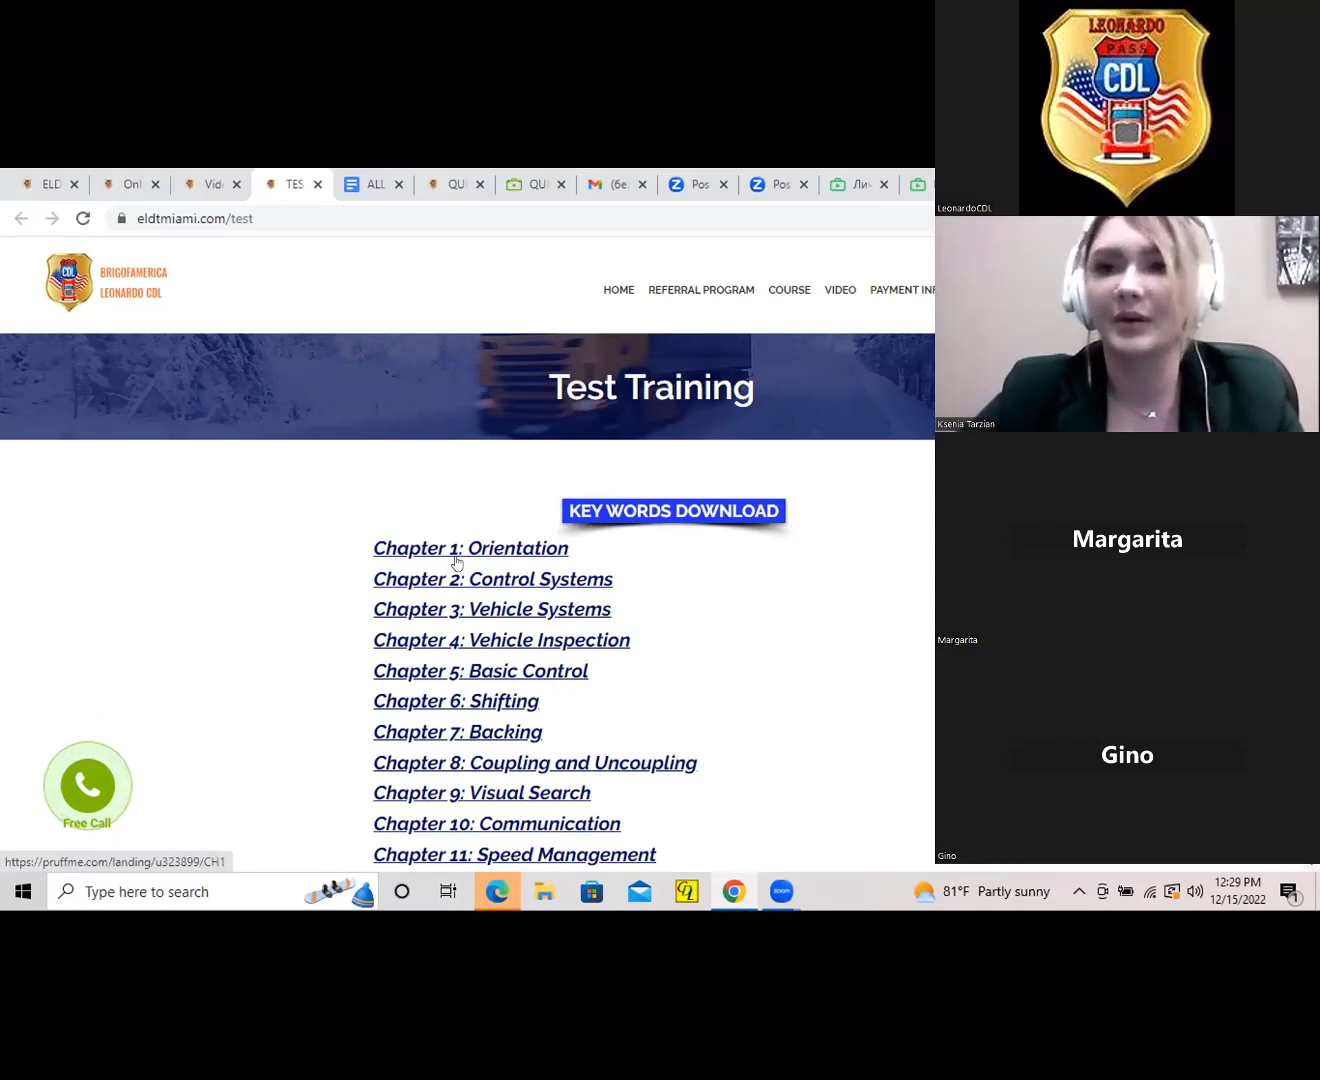 LEONARDO
PASS
CDL
LeonardoCDL
ELD
Onl
Vid
TES
ALL
QU
QU
(бе
Pos
Pos
Ли
eldtmiami.com/test
CDL
BRIGOFAMERICA
LEONARDO CDL
HOME
REFERRAL PROGRAM
COURSE
VIDEO
PAYMENT INF
Test Training
Ksenia Tarzian
KEY WORDS DOWNLOAD
Chapter 1: Orientation
Chapter 2: Control Systems
Chapter 3: Vehicle Systems
Chapter 4: Vehicle Inspection
Chapter 5: Basic Control
Chapter 6: Shifting
Chapter 7: Backing
Chapter 8: Coupling and Uncoupling
Chapter 9: Visual Search
Chapter 10: Communication
Chapter 11: Speed Management
Margarita
Margarita
Gino
Gino
Free Call
https://pruffme.com/landing/u323899/CH1
Type here to search
CDL
zoom
81°F Partly sunny
12:29 PM
12/15/2022
1